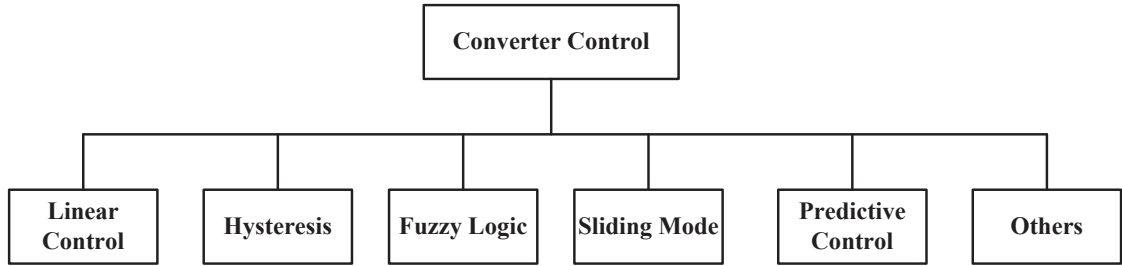 Converter Control
Linear
Control
Hysteresis
Fuzzy Logic
Sliding Mode
Predictive
Control
Others